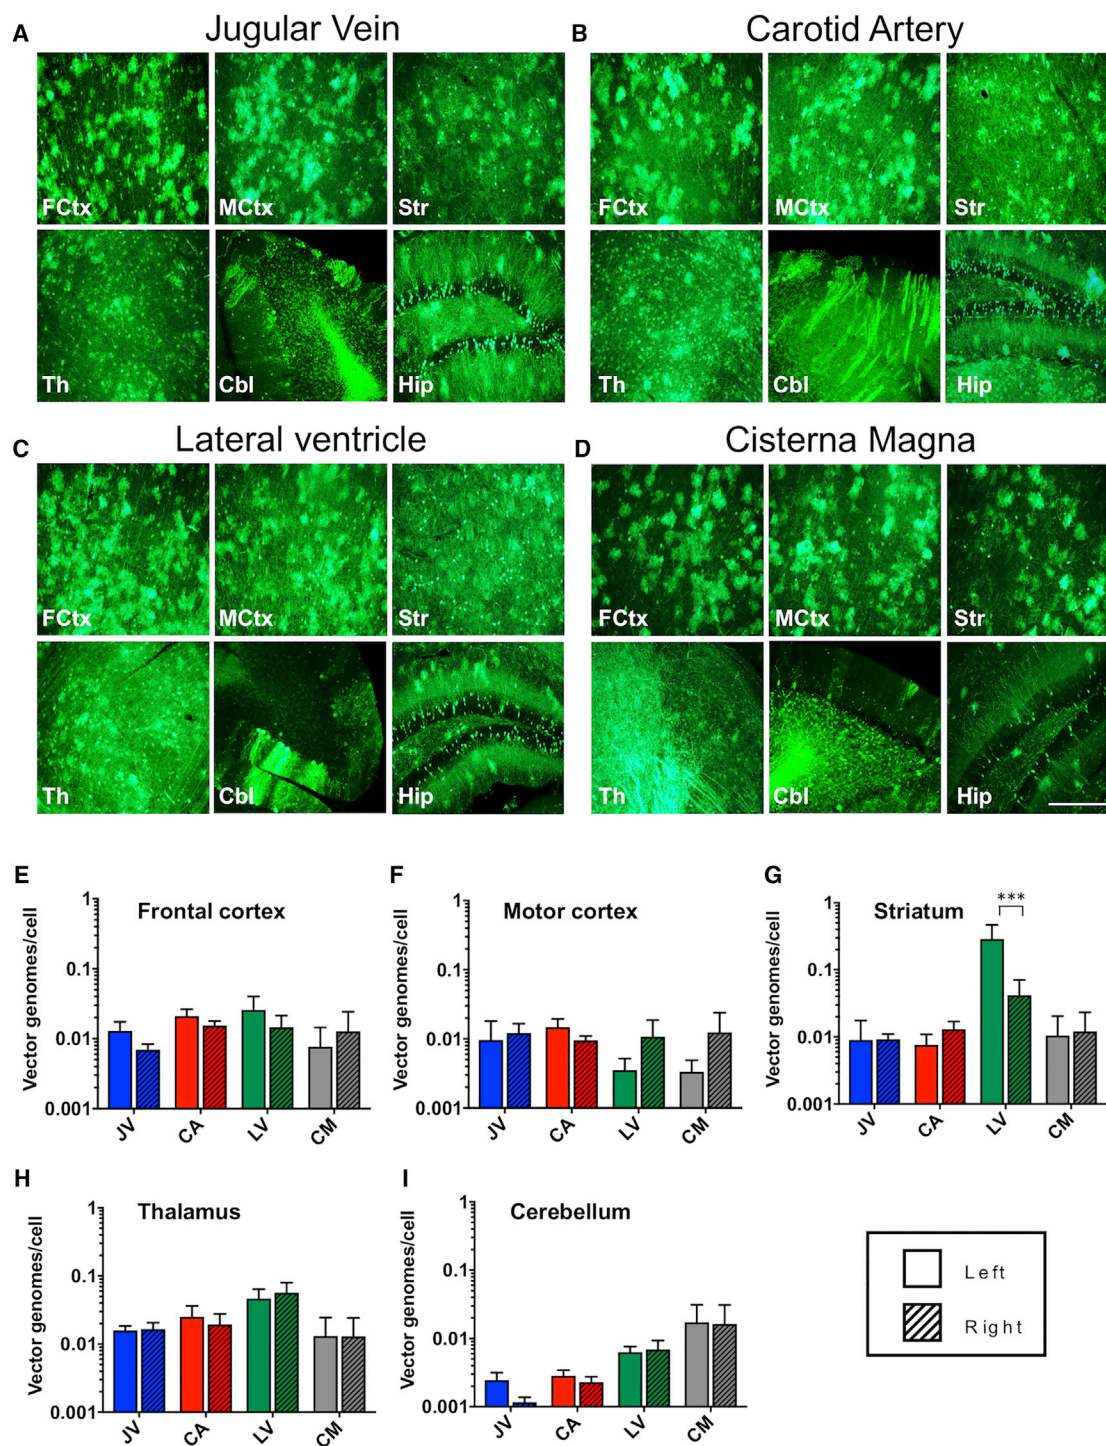 A Jugular Vein
FCtx MCtx Str
Th Cbl Hip
B Carotid Artery
FCtx MCtx Str
Th Cbl Hip
C Lateral ventricle
FCtx MCtx Str
Th Cbl Hip
D Cisterna Magna
FCtx MCtx Str
Th Cbl Hip
E
Frontal cortex
Vector genomes/cell
1
0.1
0.01
0.001
JV CA LV CM
F
Motor cortex
Vector genomes/cell
1
0.1
0.01
0.001
JV CA LV CM
G
Striatum
***
Vector genomes/cell
1
0.1
0.01
0.001
JV CA LV CM
H
Thalamus
Vector genomes/cell
1
0.1
0.01
0.001
JV CA LV CM
I
Cerebellum
Vector genomes/cell
1
0.1
0.01
0.001
JV CA LV CM
Left
Right